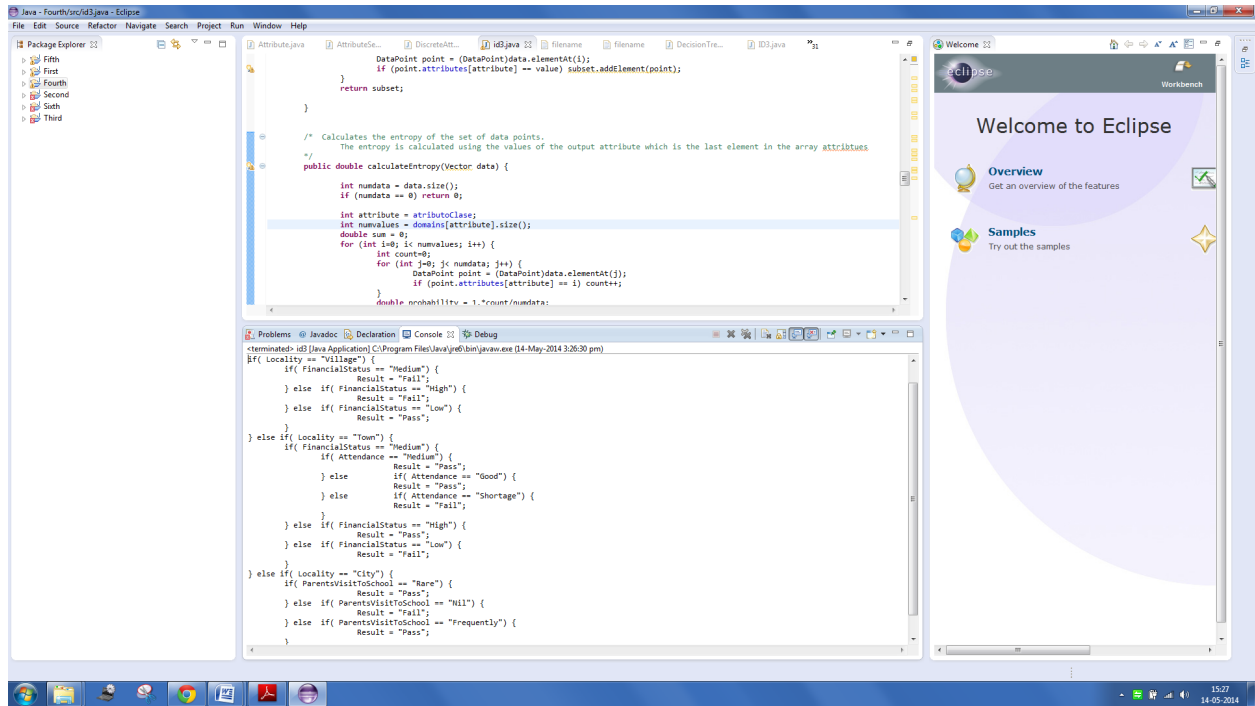 Java - Fourth/src/id3.java - Eclipse
File Edit Source Refactor Navigate Search Project Run Window Help
Package Explorer
Fifth
First
Fourth
Second
Sixth
Third
Attribute.java AttributeSe... DiscreteAtt... id3.java filename filename DecisionTre... ID3.java »31
DataPoint point = (DataPoint)data.elementAt(i);
if (point.attributes[attribute] == value) subset.addElement(point);
}
return subset;
}
/* Calculates the entropy of the set of data points.
The entropy is calculated using the values of the output attribute which is the last element in the array attribtues
*/
public double calculateEntropy(Vector data) {
int numdata = data.size();
if (numdata == 0) return 0;
int attribute = atributoClase;
int numvalues = domains[attribute].size();
double sum = 0;
for (int i=0; i< numvalues; i++) {
int count=0;
for (int j=0; j< numdata; j++) {
DataPoint point = (DataPoint)data.elementAt(j);
if (point.attributes[attribute] == i) count++;
}
double probability = 1.*count/numdata;
Problems @ Javadoc Declaration Console Debug
<terminated> id3 [Java Application] C:\Program Files\Java\jre6\bin\javaw.exe (14-May-2014 3:26:30 pm)
if( Locality == "Village") {
if( FinancialStatus == "Medium") {
Result = "Fail";
} else if( FinancialStatus == "High") {
Result = "Fail";
} else if( FinancialStatus == "Low") {
Result = "Pass";
}
} else if( Locality == "Town") {
if( FinancialStatus == "Medium") {
if( Attendance == "Medium") {
Result = "Pass";
} else if( Attendance == "Good") {
Result = "Pass";
} else if( Attendance == "Shortage") {
Result = "Fail";
}
} else if( FinancialStatus == "High") {
Result = "Pass";
} else if( FinancialStatus == "Low") {
Result = "Fail";
}
} else if( Locality == "City") {
if( ParentsVisitToSchool == "Rare") {
Result = "Pass";
} else if( ParentsVisitToSchool == "Nil") {
Result = "Fail";
} else if( ParentsVisitToSchool == "Frequently") {
Result = "Pass";
}
Welcome
eclipse
Workbench
Welcome to Eclipse
Overview
Get an overview of the features
Samples
Try out the samples
15:27
14-05-2014